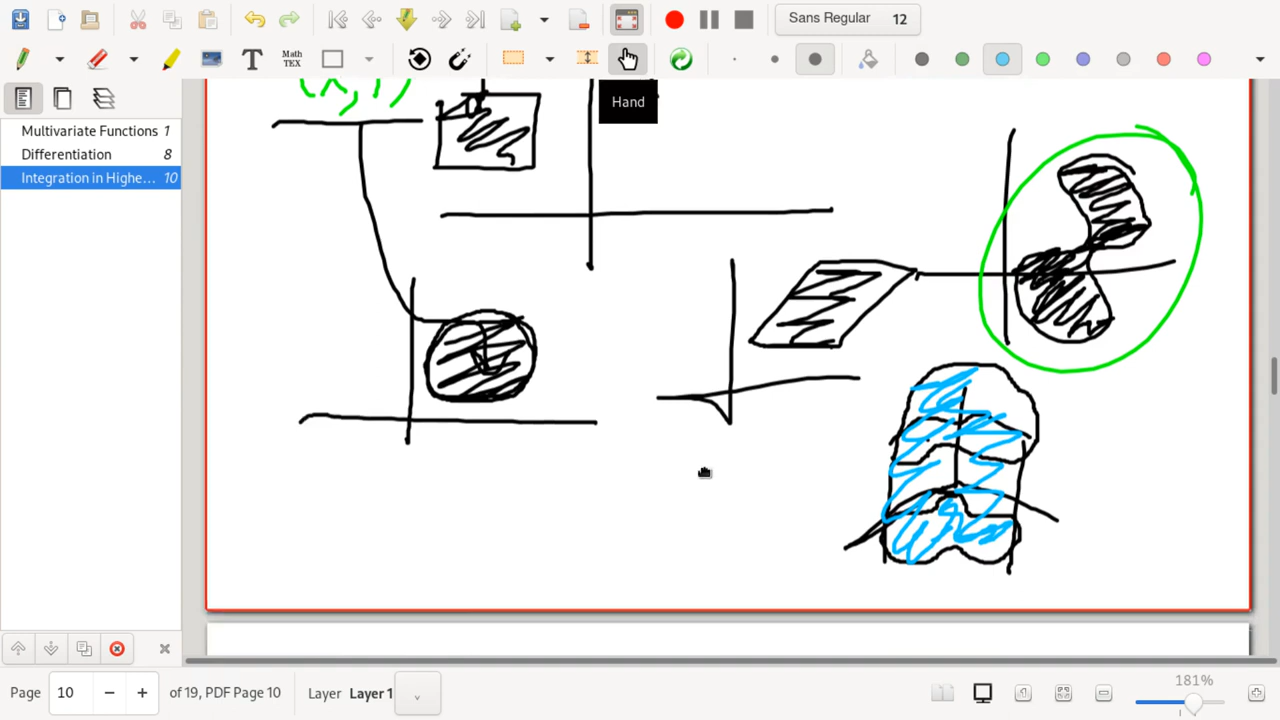 Sans Regular 12
T Math TEX
Hand
Multivariate Functions 1
Differentiation 8
Integration in Highe... 10
Page 10 of 19, PDF Page 10 Layer Layer 1
181%